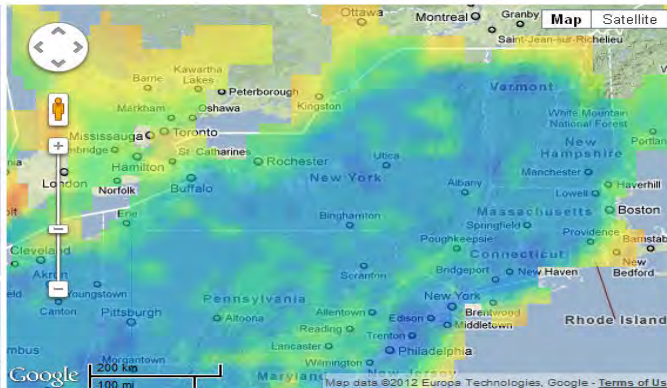 Ottawa
Montreal
Granby
Map
Satellite
Saint-Jean-sur-Richelieu
Barrie
Kawartha
Lakes
Peterborough
Kingston
Vermont
Markham
Oshawa
White Mountain
National Forest
Mississauga
Toronto
New
Hampshire
Portlan
mbridge
St. Catharines
Hamilton
Rochester
Utica
London
Norfolk
Buffalo
New York
Albany
Manchester
Haverhill
Lowell
Erie
Binghamton
Massachusetts
Boston
Springfield
Cleveland
Poughkeepsie
Providence
Barnstab
Akron
Scranton
Connecticut
New
Bedford
Youngstown
Bridgeport
New Haven
Canton
Pittsburgh
Pennsylvania
Allentown
New York
Brentwood
Altoona
Edison
Middletown
Rhode Island
Reading
Trenton
mbus
Lancaster
Philadelphia
Morgantown
Wilmington
New Jersey
Maryland
Google
200 km
100 mi
Map data ©2012 Europa Technologies, Google - Terms of Us